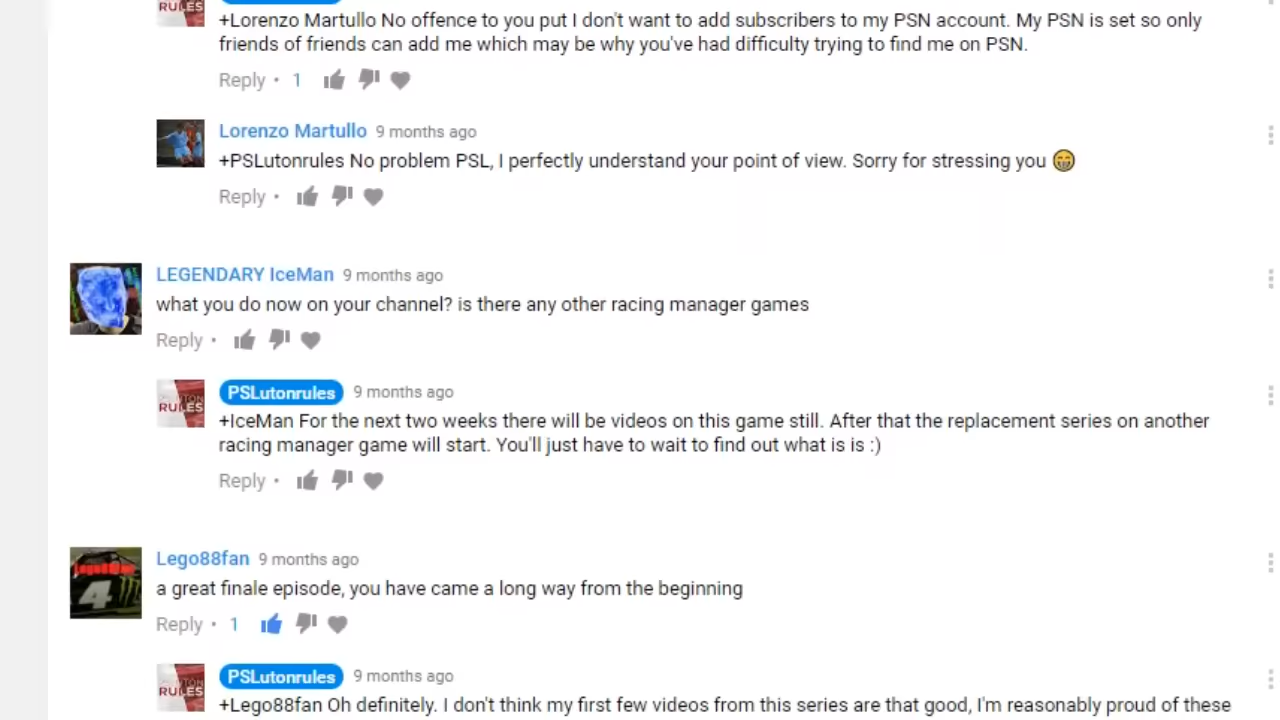 RULES
+Lorenzo Martullo No offence to you put I don't want to add subscribers to my PSN account. My PSN is set so only
friends of friends can add me which may be why you've had difficulty trying to find me on PSN.
Reply • 1
Lorenzo Martullo 9 months ago
+PSLutonrules No problem PSL, I perfectly understand your point of view. Sorry for stressing you 😁
Reply •
LEGENDARY IceMan 9 months ago
what you do now on your channel? is there any other racing manager games
Reply •
PSLutonrules 9 months ago
RULES
+IceMan For the next two weeks there will be videos on this game still. After that the replacement series on another
racing manager game will start. You'll just have to wait to find out what is is :)
Reply •
Lego88fan 9 months ago
4
a great finale episode, you have came a long way from the beginning
Reply • 1
PSLutonrules 9 months ago
RULES
+Lego88fan Oh definitely. I don't think my first few videos from this series are that good, I'm reasonably proud of these